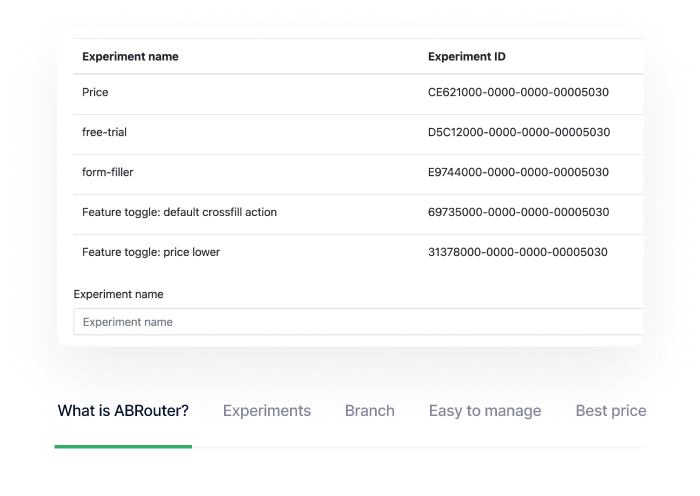 Experiment name Experiment ID
Price CE621000-0000-0000-00005030
free-trial D5C12000-0000-0000-00005030
form-filler E9744000-0000-0000-00005030
Feature toggle: default crossfill action 69735000-0000-0000-00005030
Feature toggle: price lower 31378000-0000-0000-00005030
Experiment name
Experiment name
What is ABRouter? Experiments Branch Easy to manage Best price